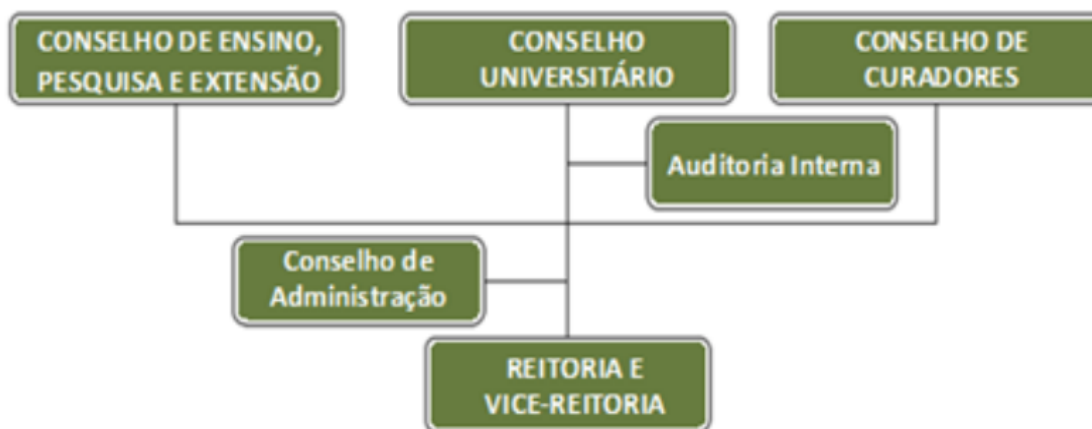 CONSELHO DE ENSINO,
PESQUISA E EXTENSÃO
CONSELHO
UNIVERSITÁRIO
CONSELHO DE
CURADORES
Auditoria Interna
Conselho de
Administração
REITORIA E
VICE-REITORIA